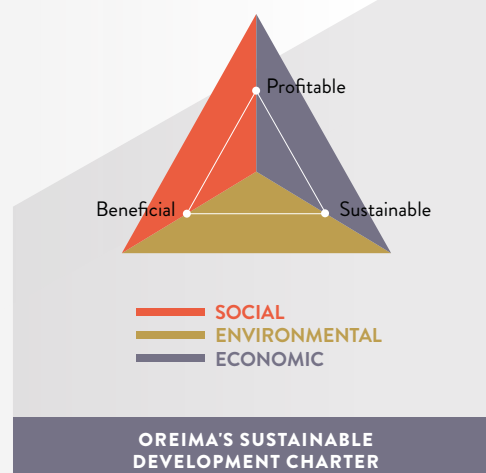 Profitable
Beneficial
Sustainable
SOCIAL
ENVIRONMENTAL
ECONOMIC
OREIMA'S SUSTAINABLE
DEVELOPMENT CHARTER